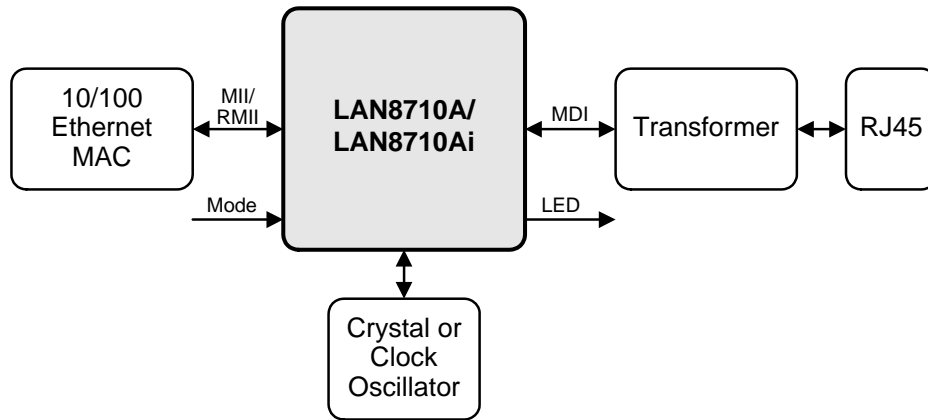 10/100
Ethernet
MAC
MII/
RMII
Mode
LAN8710A/
LAN8710Ai
MDI
LED
Transformer
RJ45
Crystal or
Clock
Oscillator